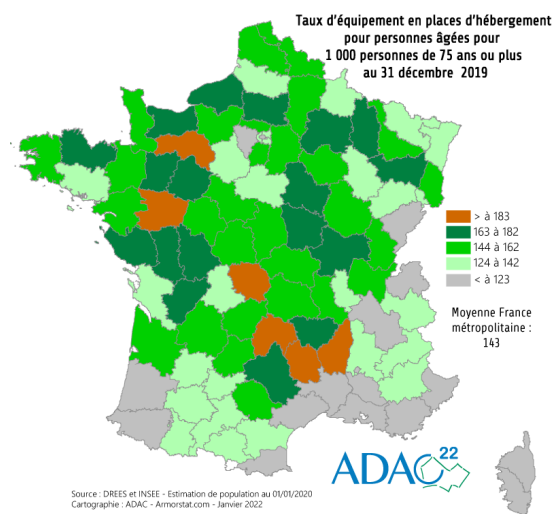 Taux d'équipement en places d'hébergement
pour personnes âgées pour
1 000 personnes de 75 ans ou plus
au 31 décembre 2019
> à 183
163 à 182
144 à 162
124 à 142
< à 123
Moyenne France
métropolitaine :
143
ADAC 22
Source : DREES et INSEE - Estimation de population au 01/01/2020
Cartographie : ADAC - Armorstat.com - Janvier 2022